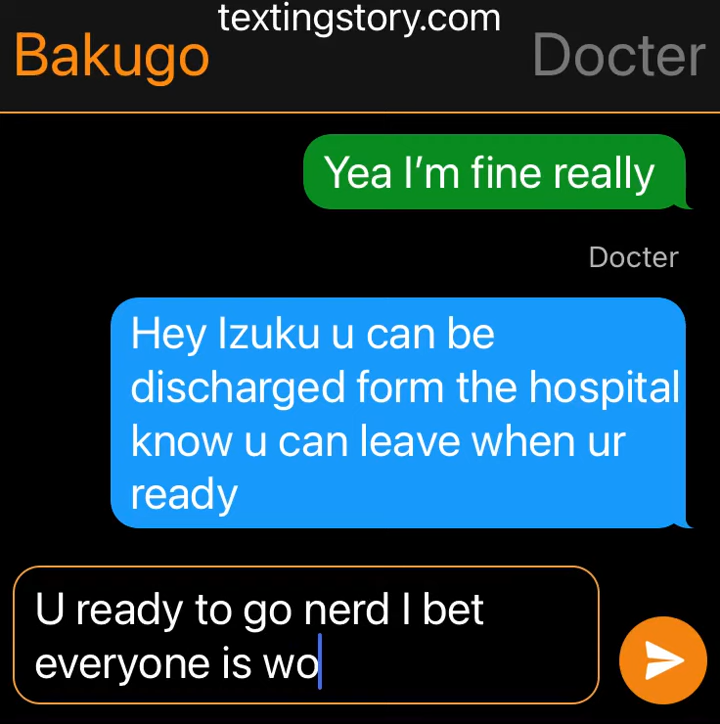 textingstory.com
Bakugo Docter
Yea I’m fine really
Docter
Hey Izuku u can be
discharged form the hospital
know u can leave when ur
ready
U ready to go nerd I bet
everyone is wo